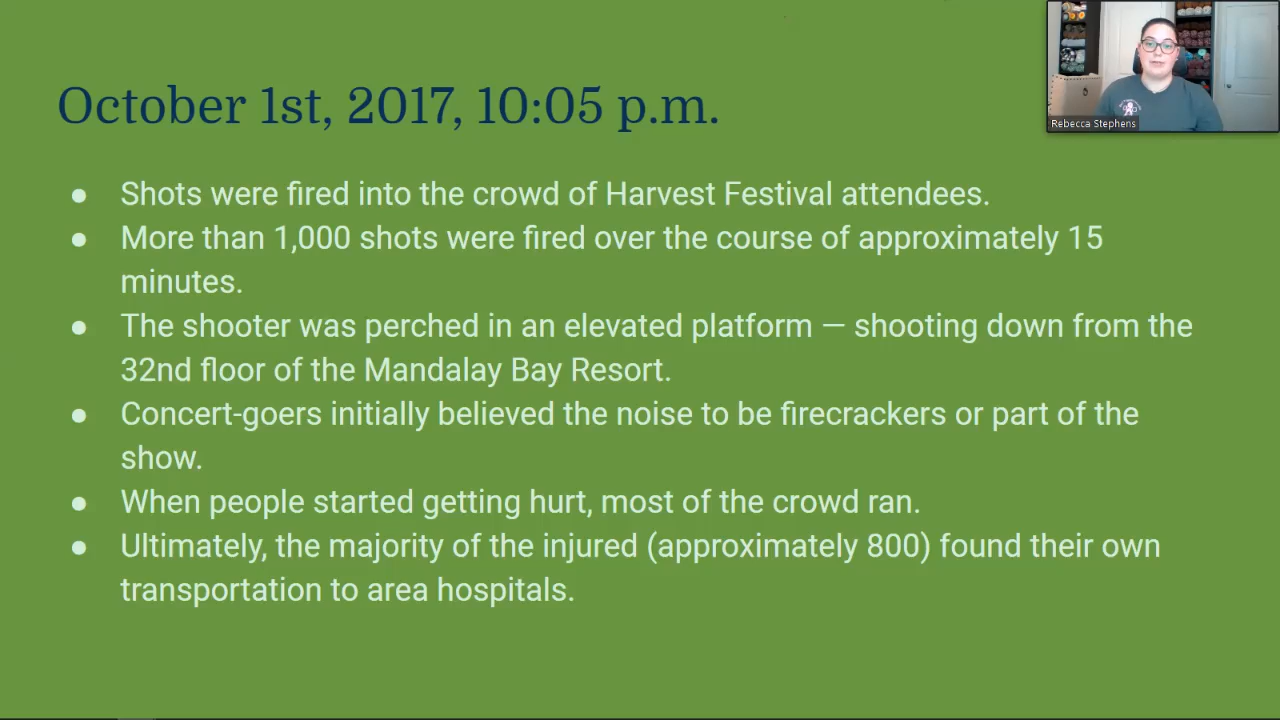 October 1st, 2017, 10:05 p.m.
Rebecca Stephens
● Shots were fired into the crowd of Harvest Festival attendees.
● More than 1,000 shots were fired over the course of approximately 15
minutes.
● The shooter was perched in an elevated platform — shooting down from the
32nd floor of the Mandalay Bay Resort.
● Concert-goers initially believed the noise to be firecrackers or part of the
show.
● When people started getting hurt, most of the crowd ran.
● Ultimately, the majority of the injured (approximately 800) found their own
transportation to area hospitals.